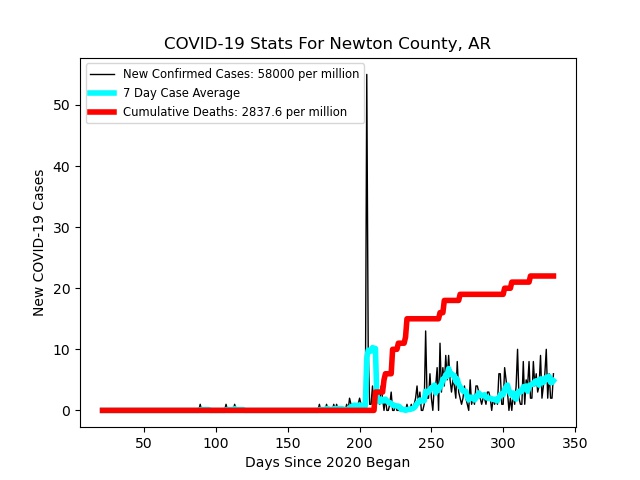 COVID-19 Stats For Newton County, AR
New Confirmed Cases: 58000 per million
7 Day Case Average
Cumulative Deaths: 2837.6 per million
New COVID-19 Cases
50
40
30
20
10
0
50 100 150 200 250 300 350
Days Since 2020 Began